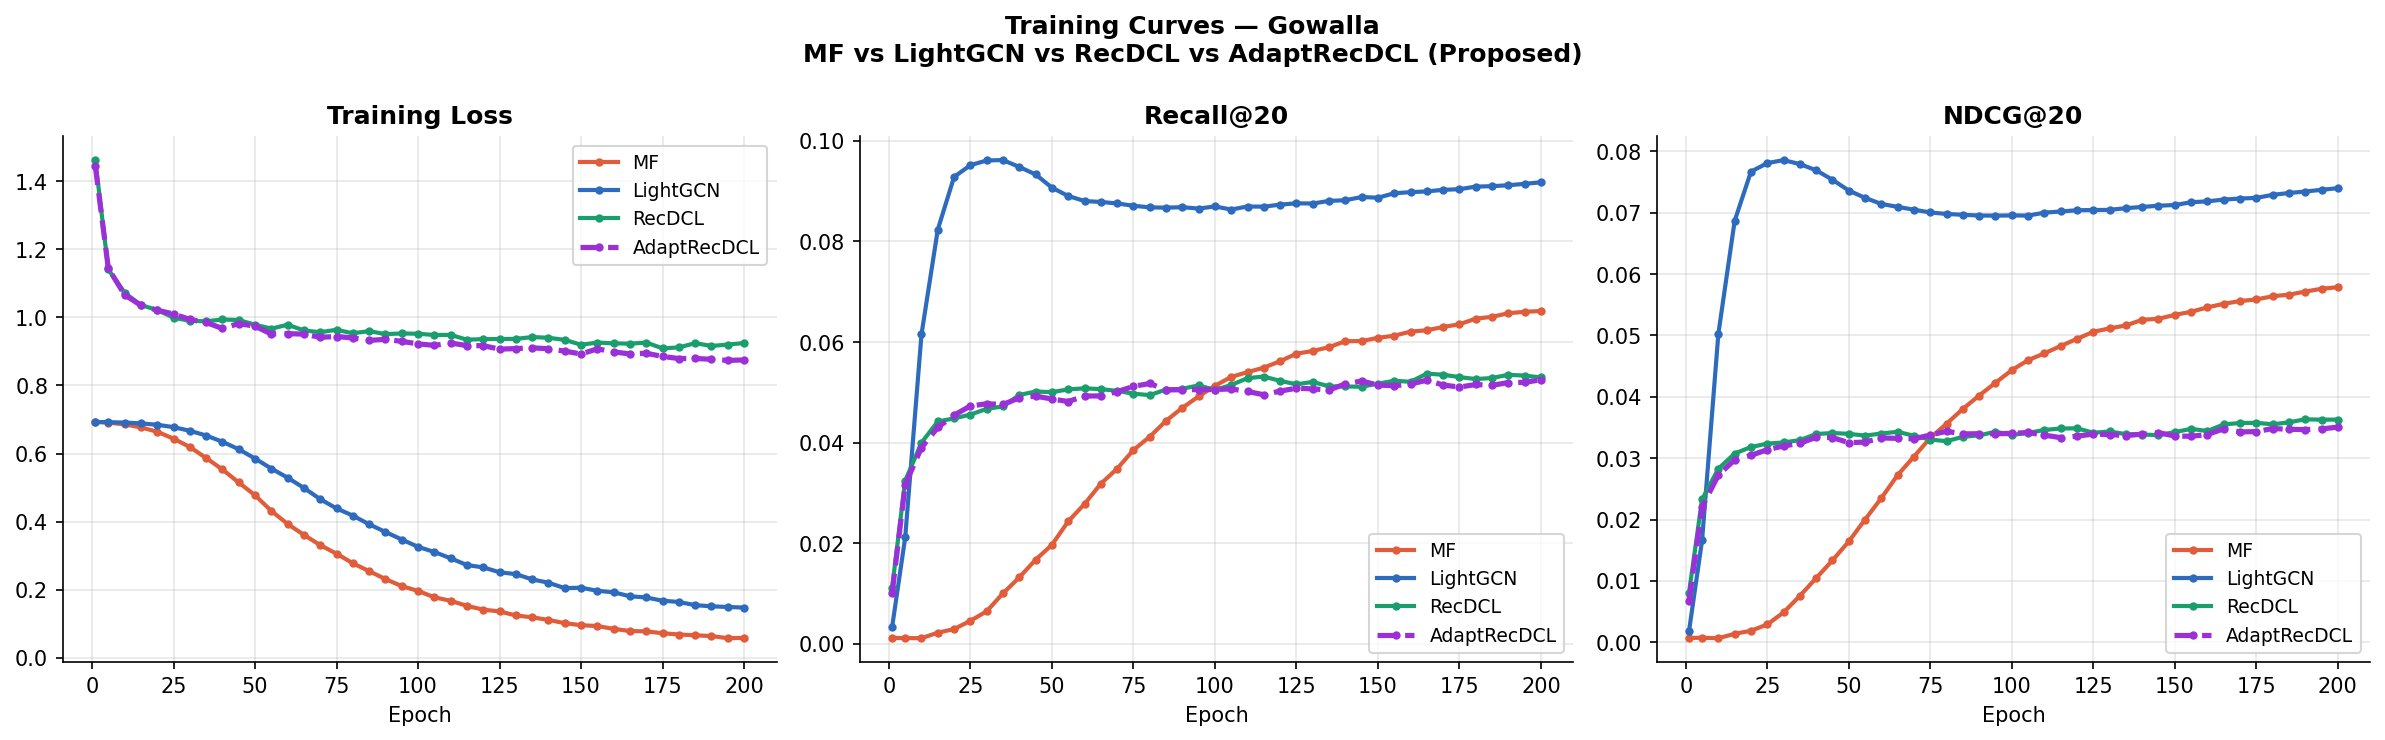 Training Curves — Gowalla
MF vs LightGCN vs RecDCL vs AdaptRecDCL (Proposed)
Training Loss
1.4
1.2
1.0
0.8
0.6
0.4
0.2
0.0
0 25 50 75 100 125 150 175 200
Epoch
MF
LightGCN
RecDCL
AdaptRecDCL
Recall@20
0.10
0.08
0.06
0.04
0.02
0.00
0 25 50 75 100 125 150 175 200
Epoch
MF
LightGCN
RecDCL
AdaptRecDCL
NDCG@20
0.08
0.07
0.06
0.05
0.04
0.03
0.02
0.01
0.00
0 25 50 75 100 125 150 175 200
Epoch
MF
LightGCN
RecDCL
AdaptRecDCL